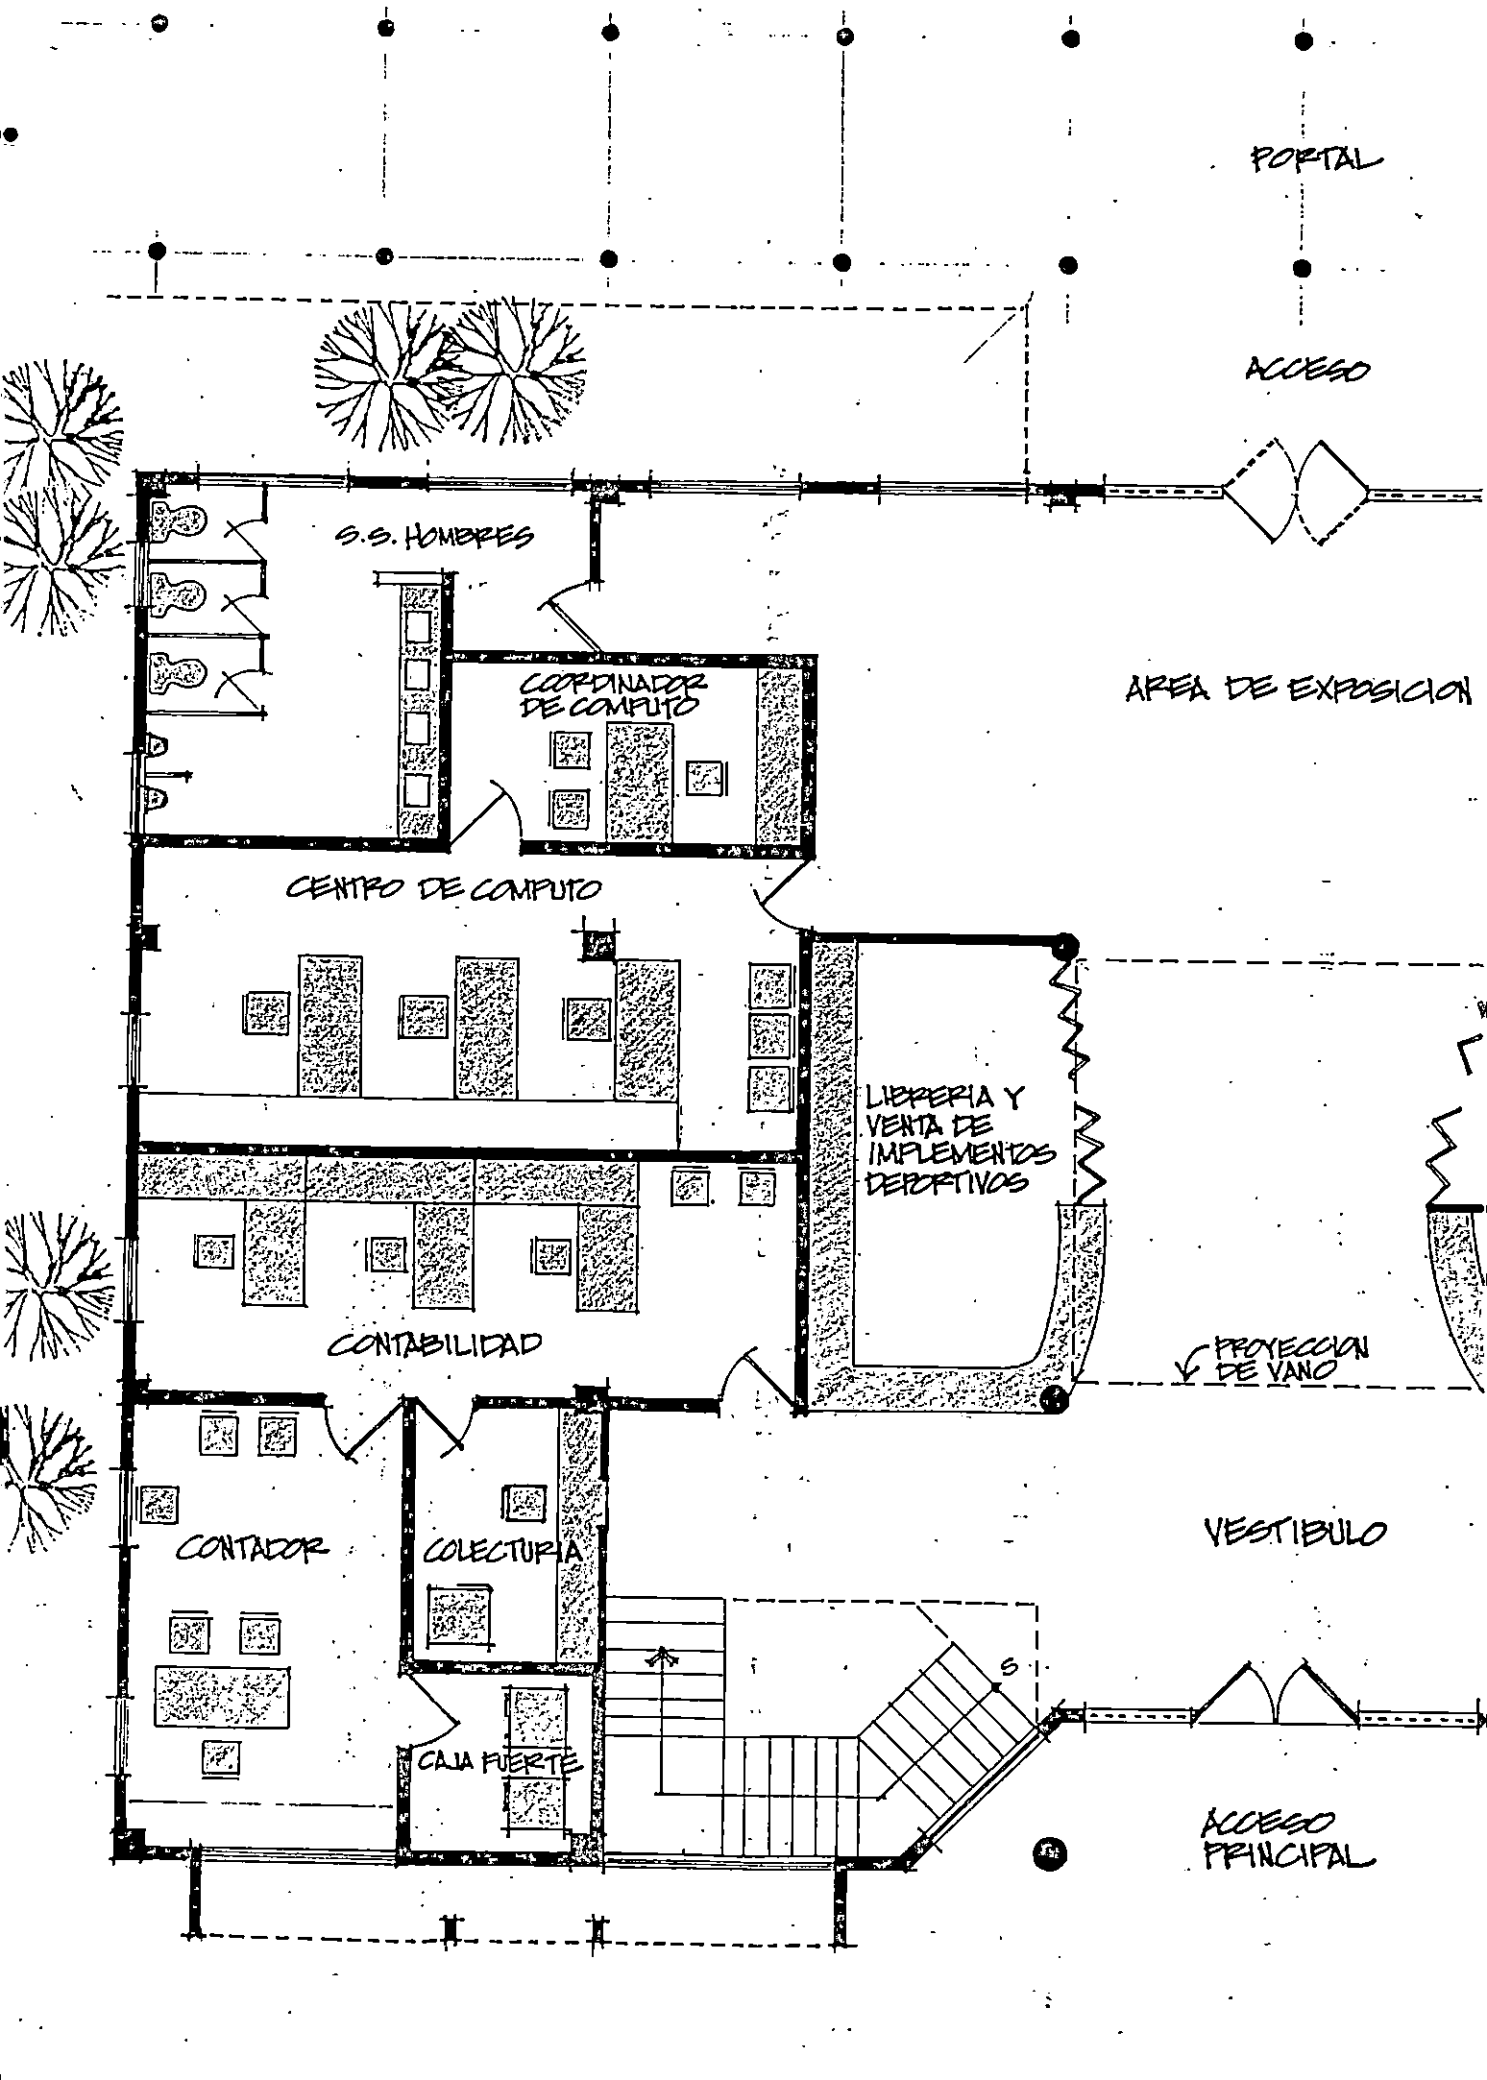 PORTAL
ACCESO
S.S. HOMBRES
AREA DE EXPOSICION
COORDINADOR
DE COMPUTO
CENTRO DE COMPUTO
LIBRERIA Y
VENTA DE
IMPLEMENTOS
DEPORTIVOS
CONTABILIDAD
PROYECCION
DE VANO
CONTADOR
COLECTURIA
VESTIBULO
S
CAJA FUERTE
ACCESO
PRINCIPAL